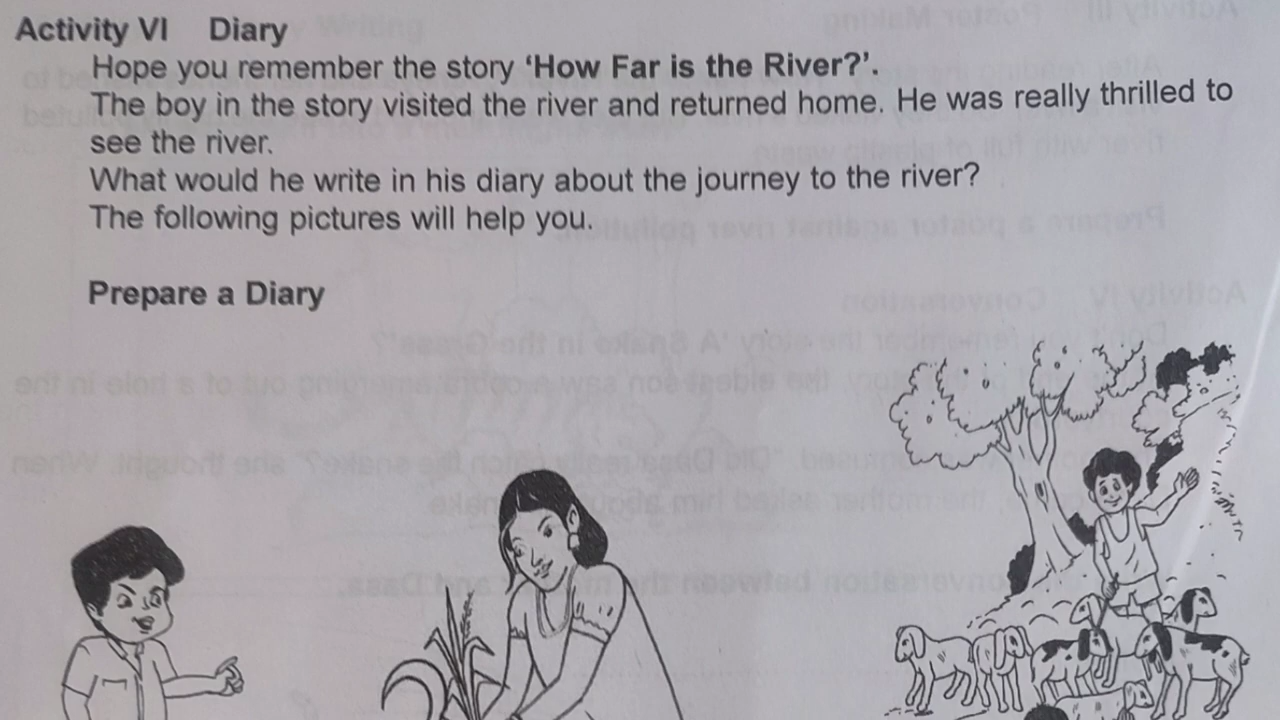 Activity VI Diary
Hope you remember the story ‘How Far is the River?’.
The boy in the story visited the river and returned home. He was really thrilled to
see the river.
What would he write in his diary about the journey to the river?
The following pictures will help you.
Prepare a Diary